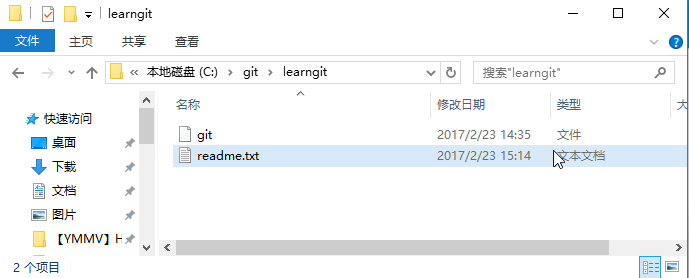 learngit
文件 主页 共享 查看
« 本地磁盘 (C:) › git › learngit 搜索"learngit"
名称 修改日期 类型 大
快速访问
git 2017/2/23 14:35 文件
桌面
readme.txt 2017/2/23 15:14 文本文档
下载
文档
图片
【YMMV】H
2 个项目